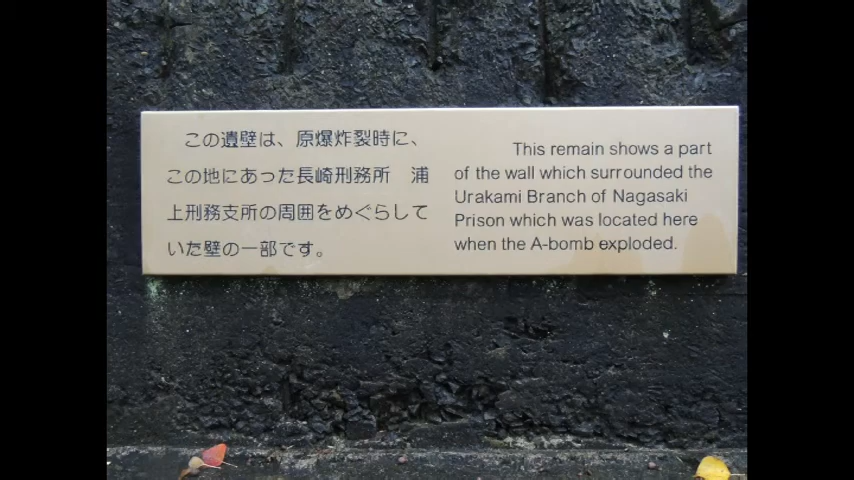 この遺壁は、原爆炸裂時に、
この地にあった長崎刑務所　浦
上刑務支所の周囲をめぐらして
いた壁の一部です。
This remain shows a part
of the wall which surrounded the
Urakami Branch of Nagasaki
Prison which was located here
when the A-bomb exploded.